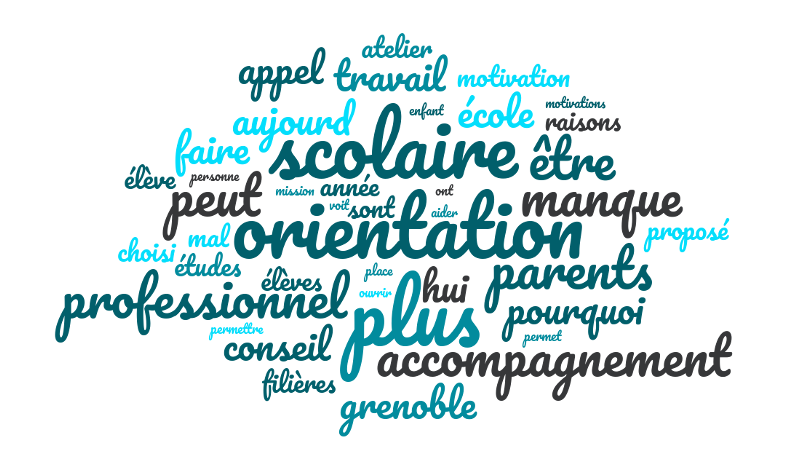 atelier
appel travail motivation
enfant motivations
aujourd école raisons
faire scolaire être
élève personne
peut mission année ont manque
voit sont aider
choisi mal orientation proposé
études place parents
professionnel élèves ouvrir hui
plus pourquoi
permettre permet
conseil accompagnement
filières
grenoble